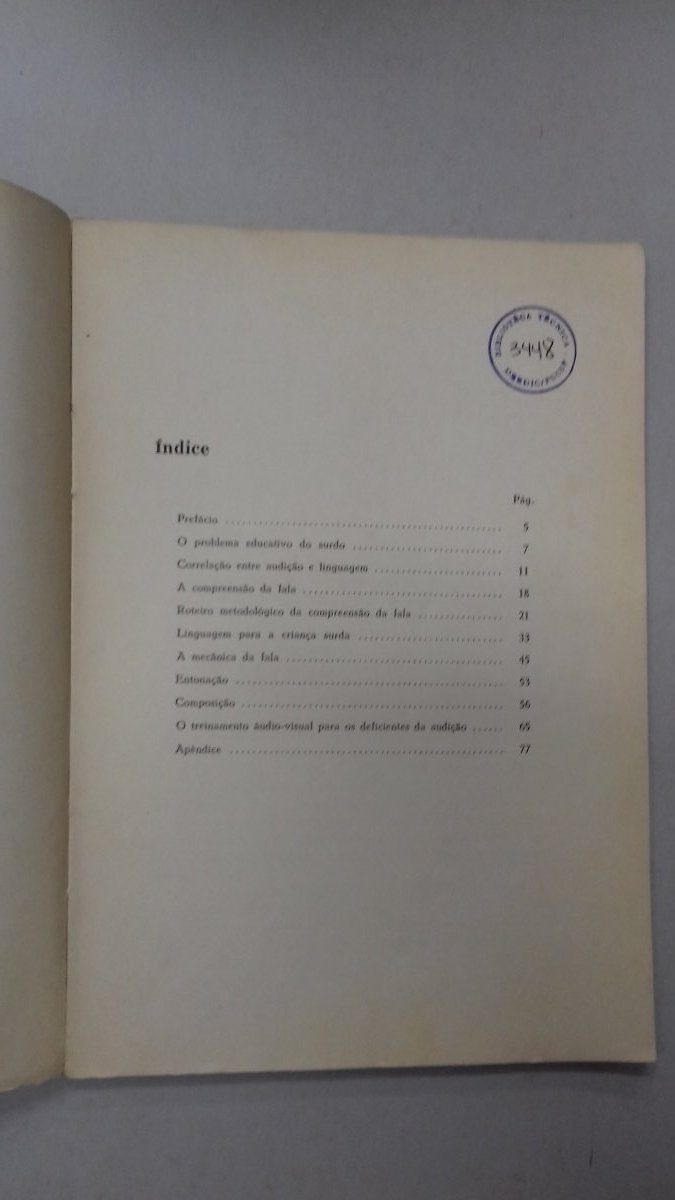 BIBLIOTÉCA TÉCNICA
3448
Índice
Pág.
Prefácio ........ 5
O problema educativo do surdo ........ 7
Correlação entre audição e linguagem ........ 11
A compreensão da fala ........ 18
Roteiro metodológico da compreensão da fala ........ 21
Linguagem para a criança surda ........ 33
A mecânica da fala ........ 45
Entonação ........ 53
Composição ........ 56
O treinamento áudio-visual para os deficientes da audição ...... 65
Apêndice ........ 77